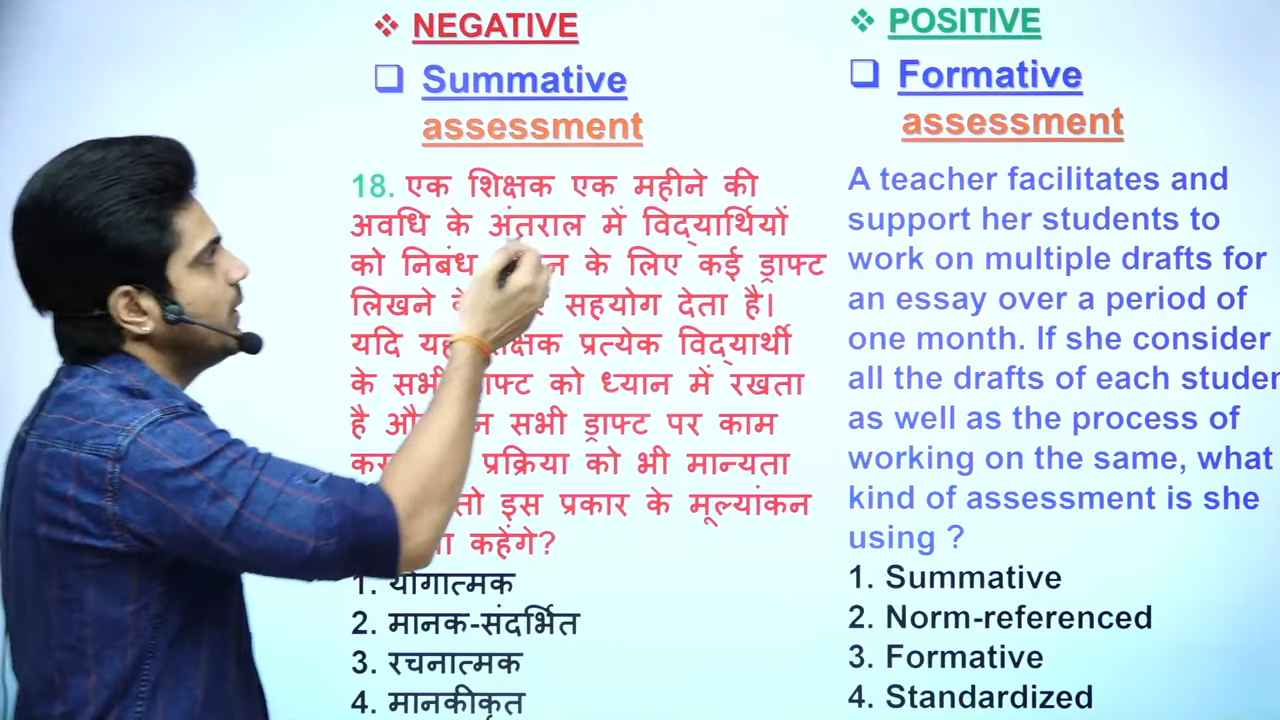 NEGATIVE
Summative
assessment
18. एक शिक्षक एक महीने की
अवधि के अंतराल में विद्यार्थियों
को निबंध के लिए कई ड्राफ्ट
लिखने सहयोग देता है।
यदि प्रत्येक विद्यार्थी
के सभी को ध्यान में रखता
है सभी ड्राफ्ट पर काम
प्रक्रिया को भी मान्यता
तो इस प्रकार के मूल्यांकन
कहेंगे?
1. योगात्मक
2. मानक-संदर्भित
3. रचनात्मक
4. मानकीकृत
POSITIVE
Formative
assessment
A teacher facilitates and
support her students to
work on multiple drafts for
an essay over a period of
one month. If she consider
all the drafts of each
as well as the process of
working on the same, what
kind of assessment is she
using ?
1. Summative
2. Norm-referenced
3. Formative
4. Standardized